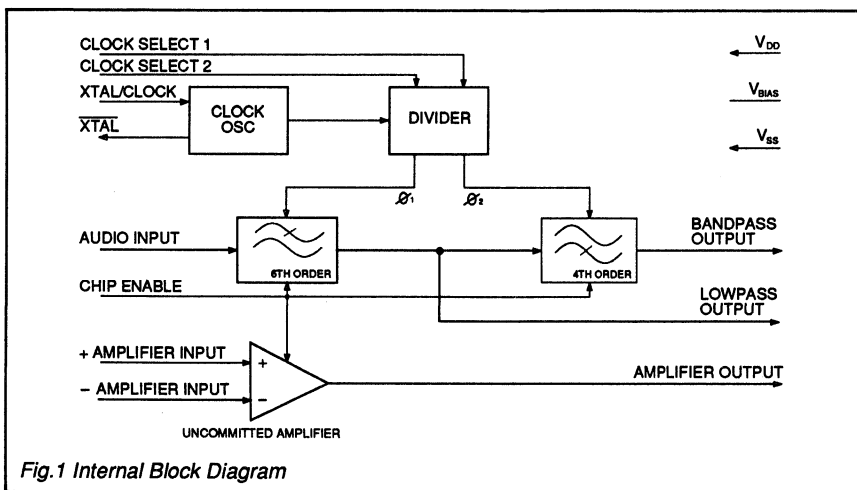 CLOCK SELECT 1
CLOCK SELECT 2
XTAL/CLOCK
XTAL
CLOCK
OSC
DIVIDER
VDD
VBIAS
VSS
Ø1
Ø2
AUDIO INPUT
6TH ORDER
4TH ORDER
BANDPASS
OUTPUT
CHIP ENABLE
LOWPASS
OUTPUT
+ AMPLIFIER INPUT
+
− AMPLIFIER INPUT
−
AMPLIFIER OUTPUT
UNCOMMITTED AMPLIFIER
Fig.1 Internal Block Diagram